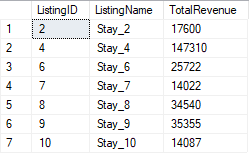 ListingID ListingName TotalRevenue
1 2 Stay_2 17600
2 4 Stay_4 147310
3 6 Stay_6 25722
4 7 Stay_7 14022
5 8 Stay_8 34540
6 9 Stay_9 35355
7 10 Stay_10 14087